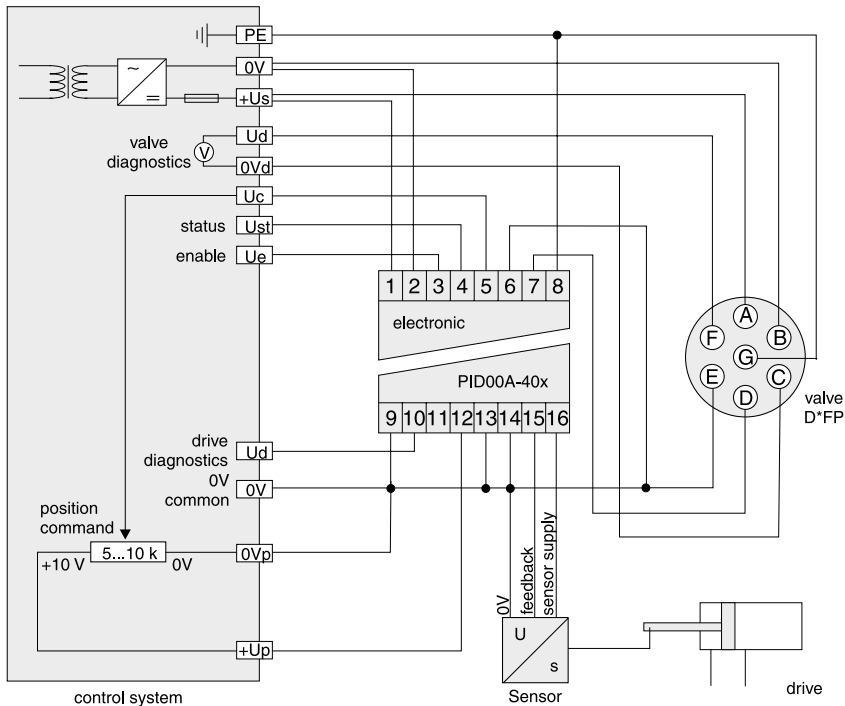 PE
0V
~
=
+Us
Ud
valve
diagnostics
V
0Vd
Uc
status
Ust
enable
Ue
1 2 3 4 5 6 7 8
electronic
PID00A-40x
9 10 11 12 13 14 15 16
A
F
B
G
E
C
D
valve
D*FP
drive
diagnostics
Ud
0V
common
0V
position
command
5...10 k
+10 V
0V
0Vp
0V
feedback
sensor supply
+Up
U
s
Sensor
drive
control system